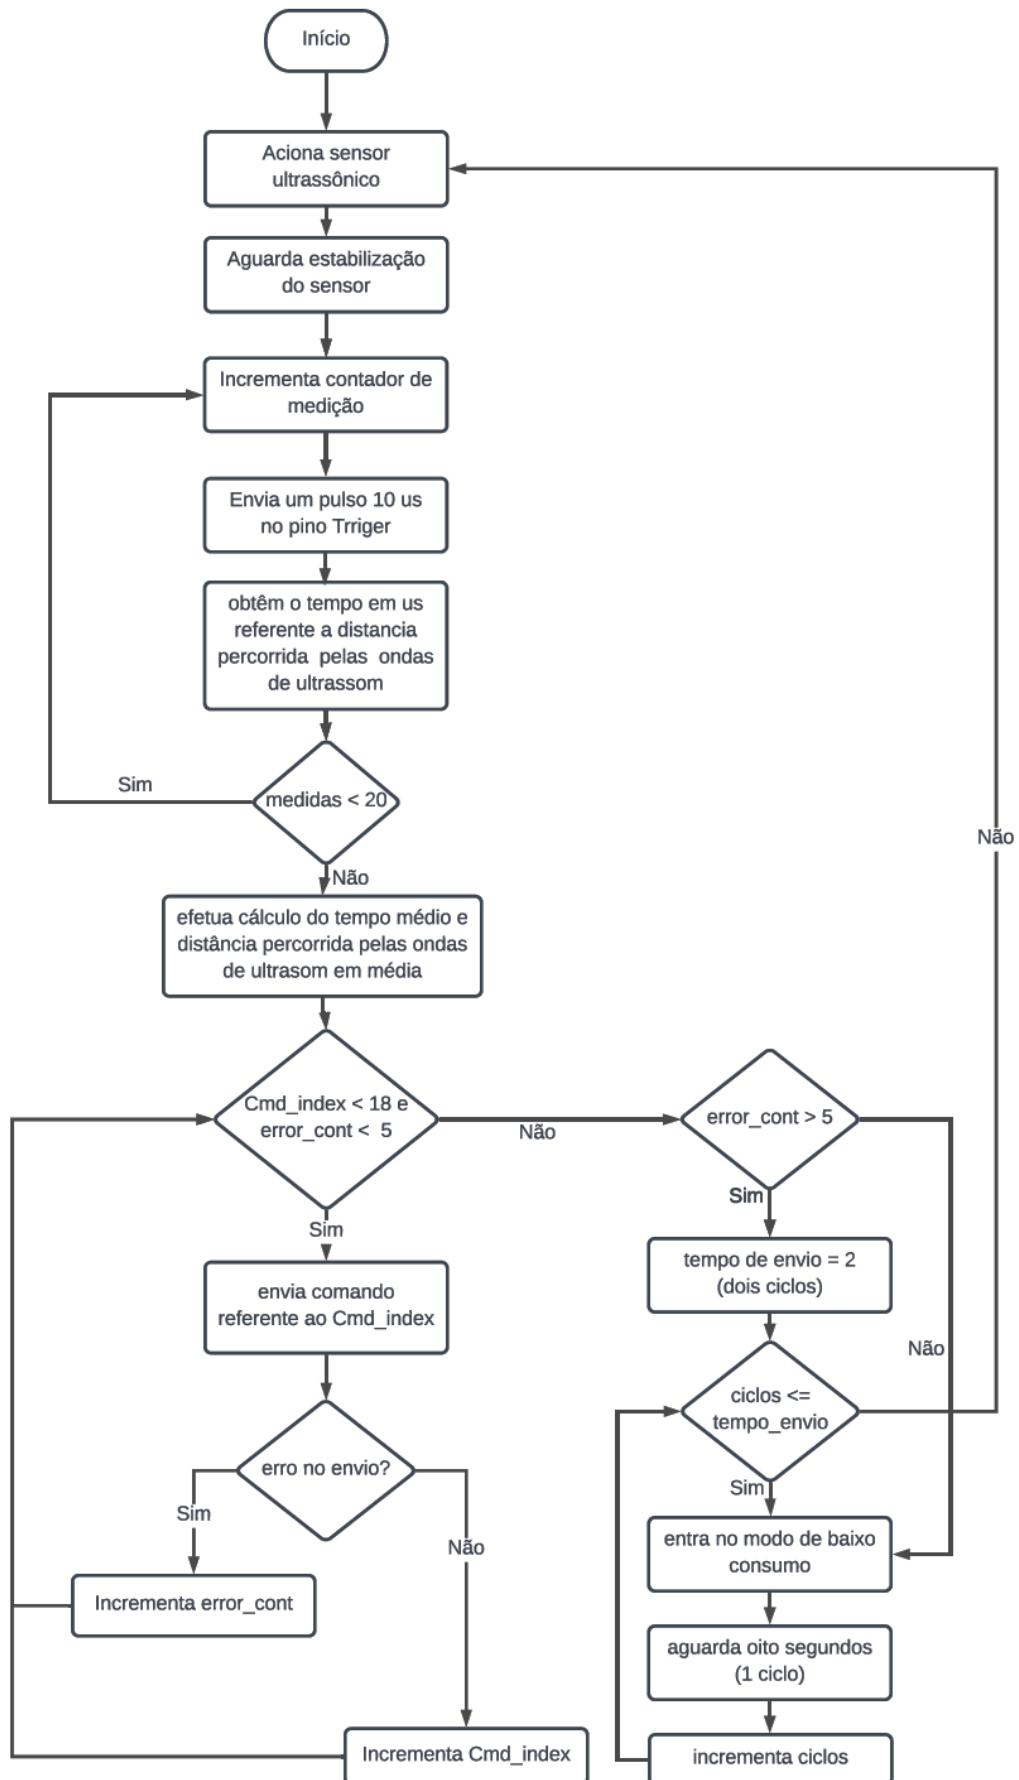 Início
Aciona sensor
ultrassônico
Aguarda estabilização
do sensor
Incrementa contador de
medição
Envia um pulso 10 us
no pino Trriger
obtêm o tempo em us
referente a distancia
percorrida pelas ondas
de ultrassom
Sim
medidas < 20
Não
Não
efetua cálculo do tempo médio e
distância percorrida pelas ondas
de ultrasom em média
Cmd_index < 18 e
error_cont < 5
Não
error_cont > 5
Sim
Sim
envia comando
referente ao Cmd_index
tempo de envio = 2
(dois ciclos)
Não
ciclos <=
tempo_envio
erro no envio?
Sim
Sim
Não
entra no modo de baixo
consumo
Incrementa error_cont
aguarda oito segundos
(1 ciclo)
Incrementa Cmd_index
incrementa ciclos